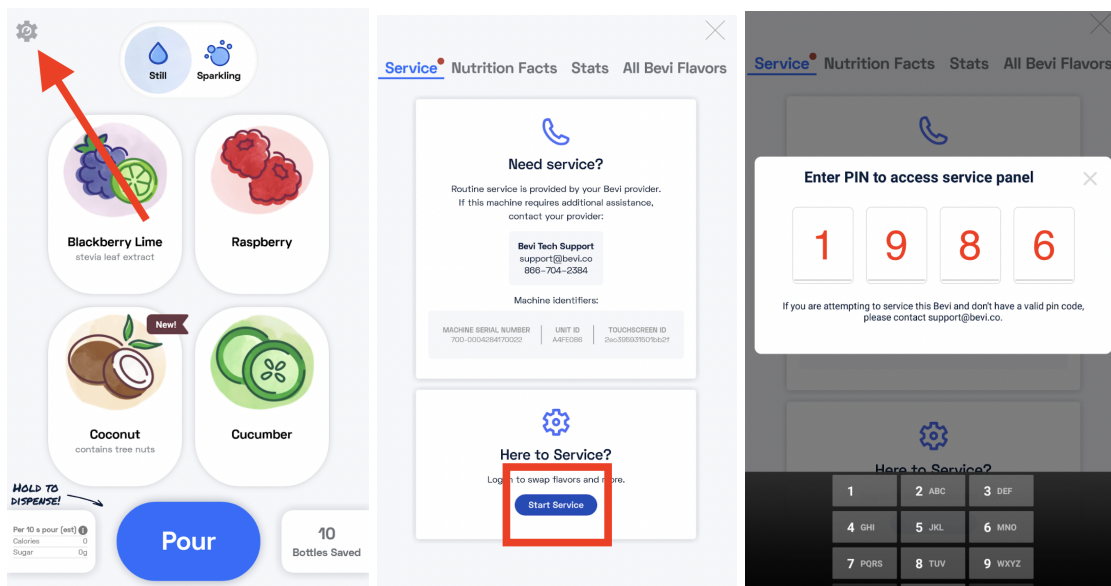 Still
Sparkling
Blackberry Lime
stevia leaf extract
Raspberry
New!
Coconut
contains tree nuts
Cucumber
HOLD TO
DISPENSE!
Per 10 s pour (est)
Calories 0
Sugar 0g
Pour
10
Bottles Saved
Service
Nutrition Facts
Stats
All Bevi Flavors
Need service?
Routine service is provided by your Bevi provider.
If this machine requires additional assistance,
contact your provider:
Bevi Tech Support
support@bevi.co
866-704-2384
Machine identifiers:
MACHINE SERIAL NUMBER
700-0004284170022
UNIT ID
A4FE086
TOUCHSCREEN ID
2ec395931901bb2f
Here to Service?
Log in to swap flavors and more.
Start Service
Service
Nutrition Facts
Stats
All Bevi Flavors
Enter PIN to access service panel
1 9 8 6
If you are attempting to service this Bevi and don't have a valid pin code,
please contact support@bevi.co.
Here to Service?
1
2 ABC
3 DEF
4 GHI
5 JKL
6 MNO
7 PQRS
8 TUV
9 WXYZ